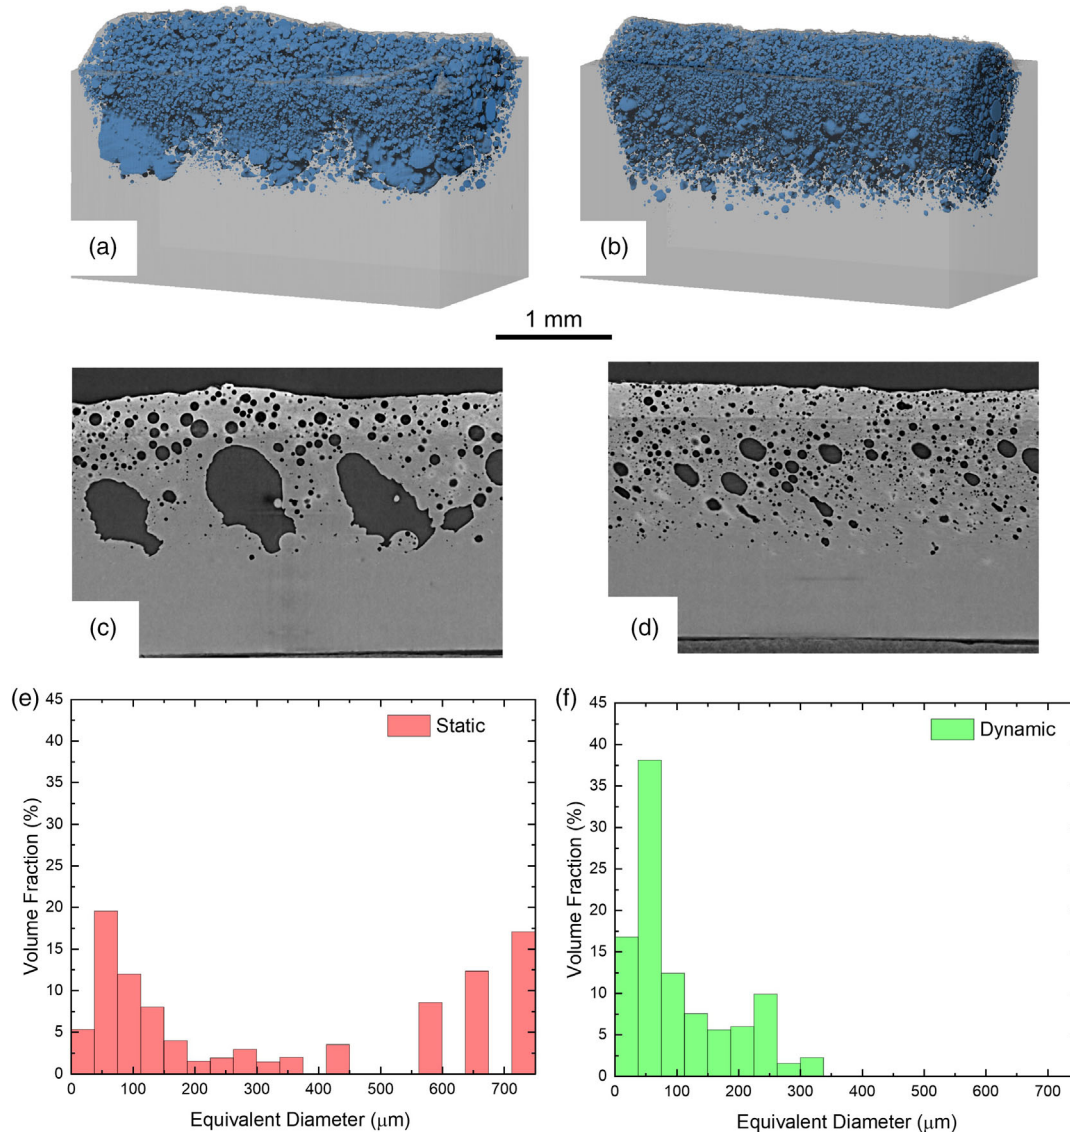 (a)
(b)
1 mm
(c)
(d)
(e)
(f)
45
40
35
30
25
20
15
10
5
0
Volume Fraction (%)
Static
0 100 200 300 400 500 600 700
Equivalent Diameter (μm)
45
40
35
30
25
20
15
10
5
0
Volume Fraction (%)
Dynamic
0 100 200 300 400 500 600 700
Equivalent Diameter (μm)